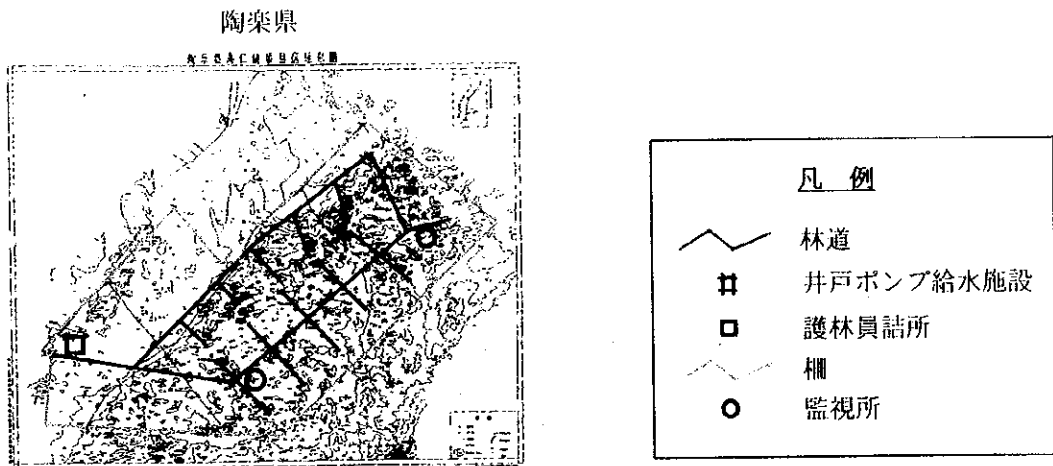 陶楽県
凡 例
林道
井戸ポンプ給水施設
護林員詰所
柵
監視所